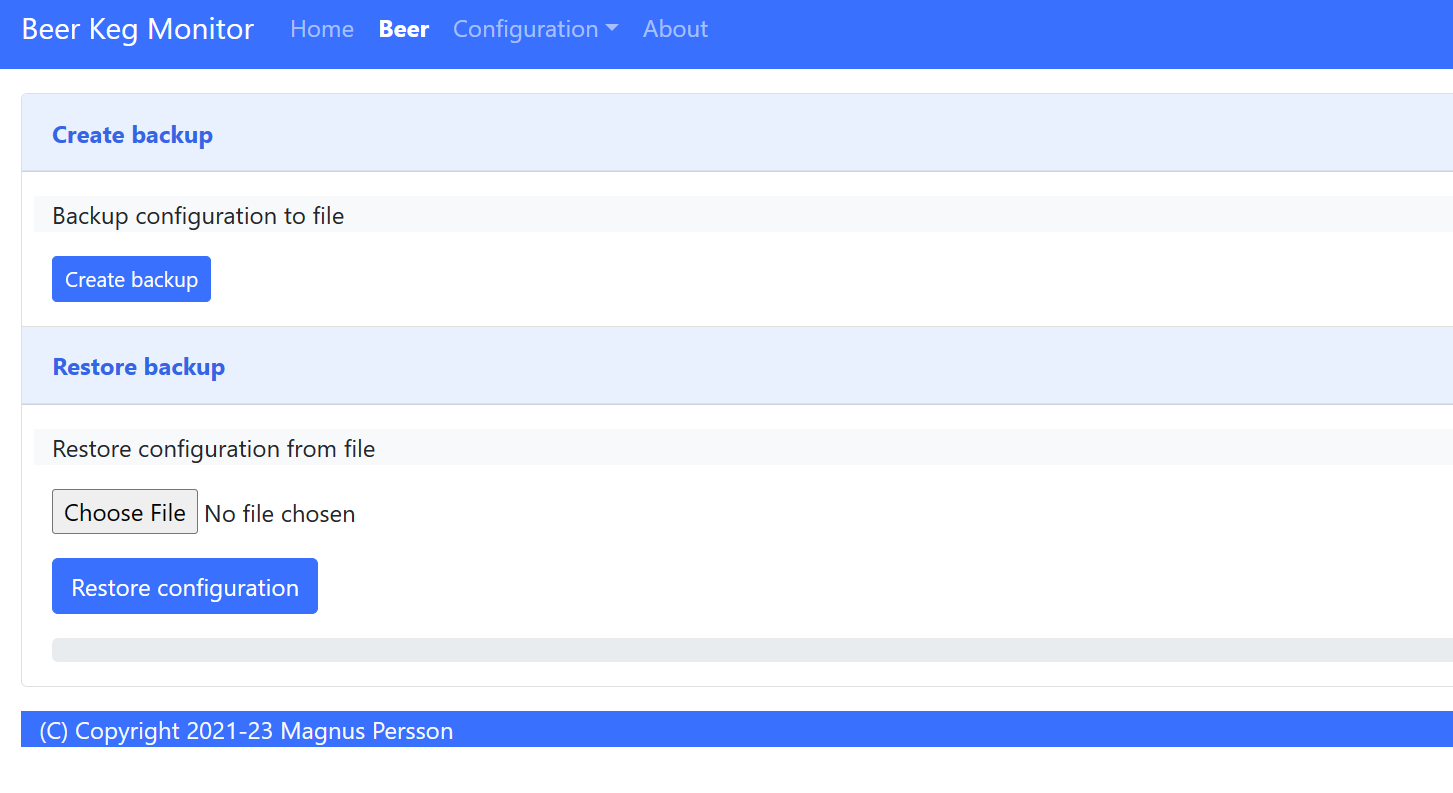 Beer Keg Monitor Home Beer Configuration About
Create backup
Backup configuration to file
Create backup
Restore backup
Restore configuration from file
Choose File No file chosen
Restore configuration
(C) Copyright 2021-23 Magnus Persson